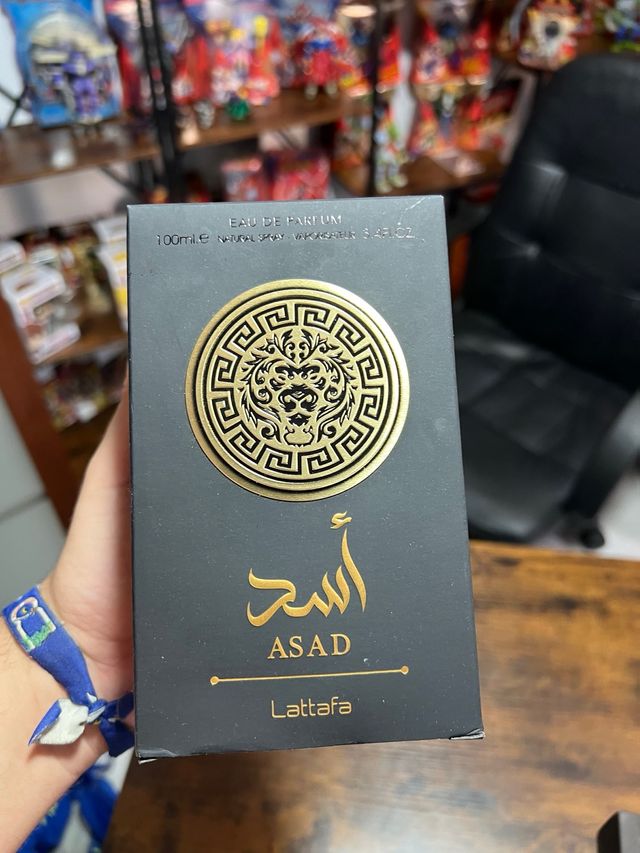 EAU DE PARFUM
100ml.e NATURAL SPRAY - VAPORISATEUR 3.4FL.OZ.
أسد
ASAD
Lattafa